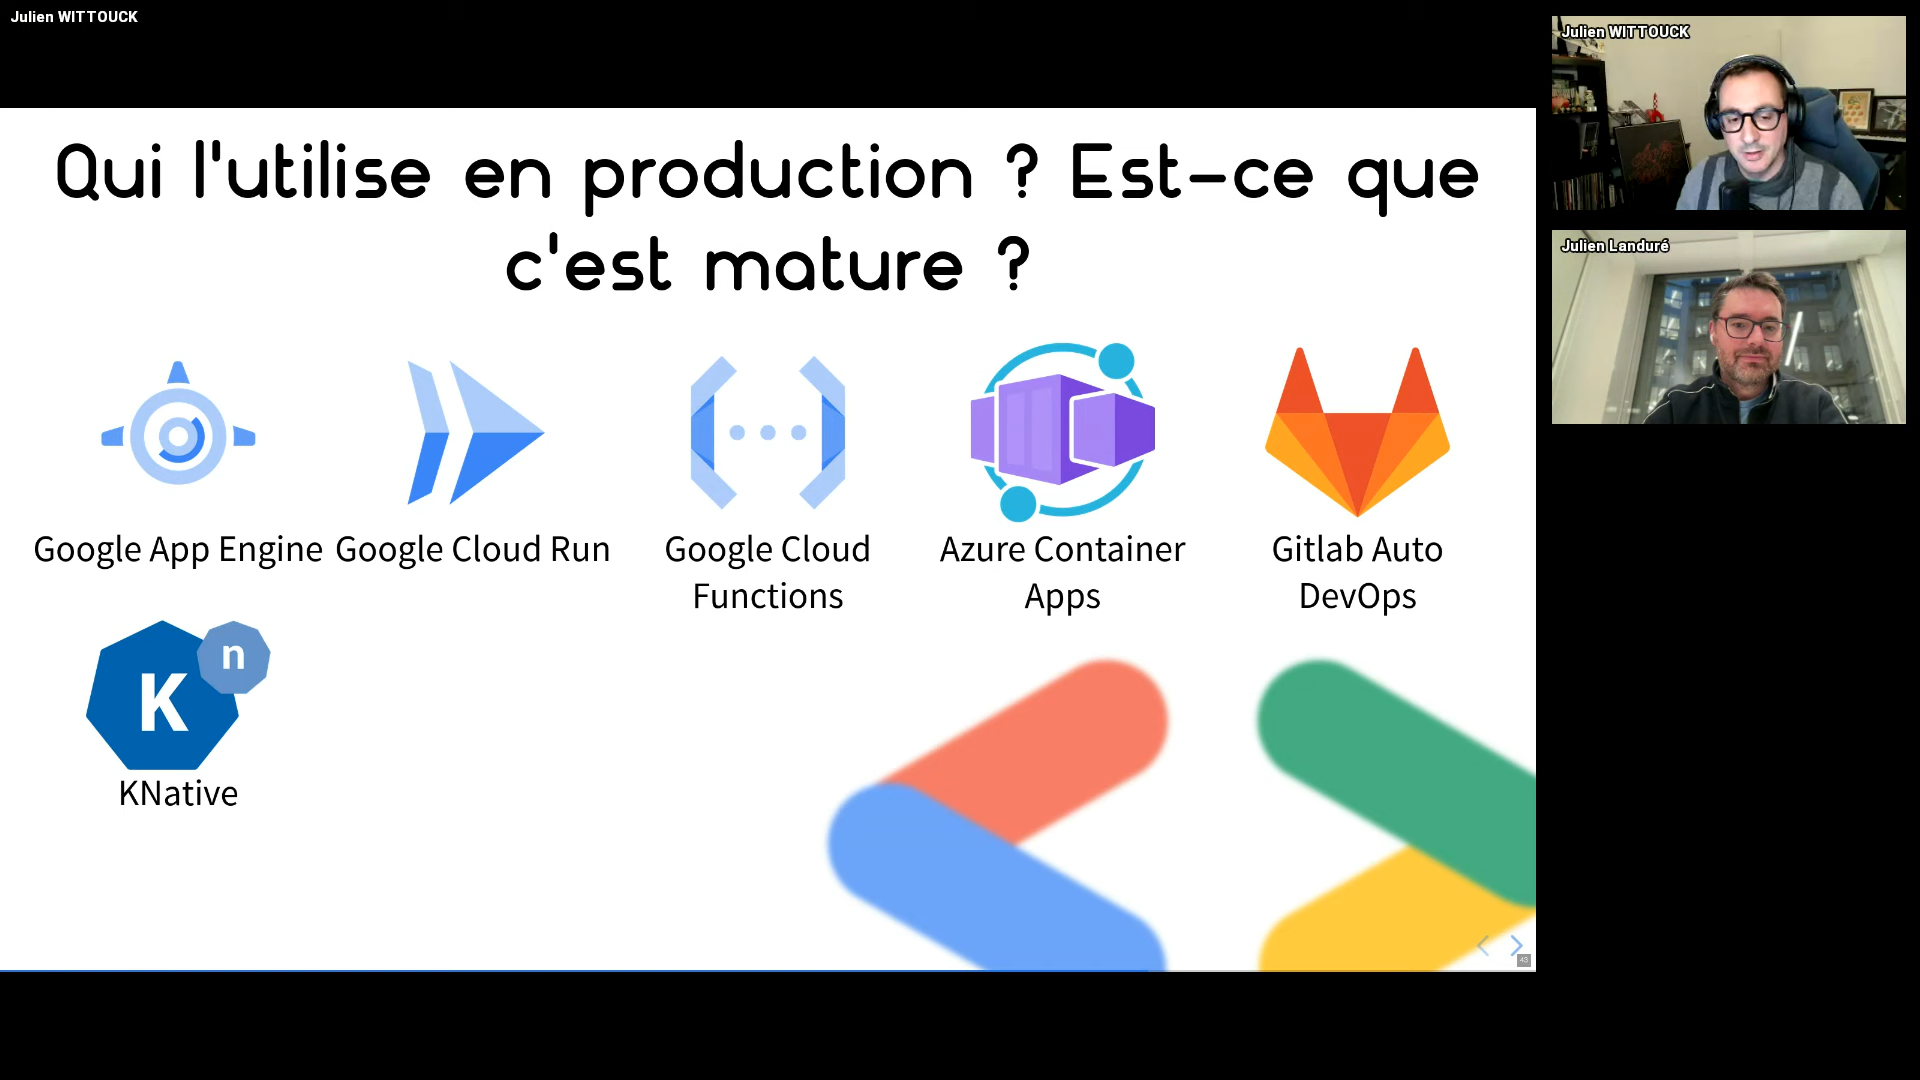 Julien WITTOUCK
Qui l'utilise en production ? Est-ce que
c'est mature ?
Google App Engine
Google Cloud Run
Google Cloud
Functions
Azure Container
Apps
Gitlab Auto
DevOps
n
K
KNative
43
Julien WITTOUCK
Julien Landuré